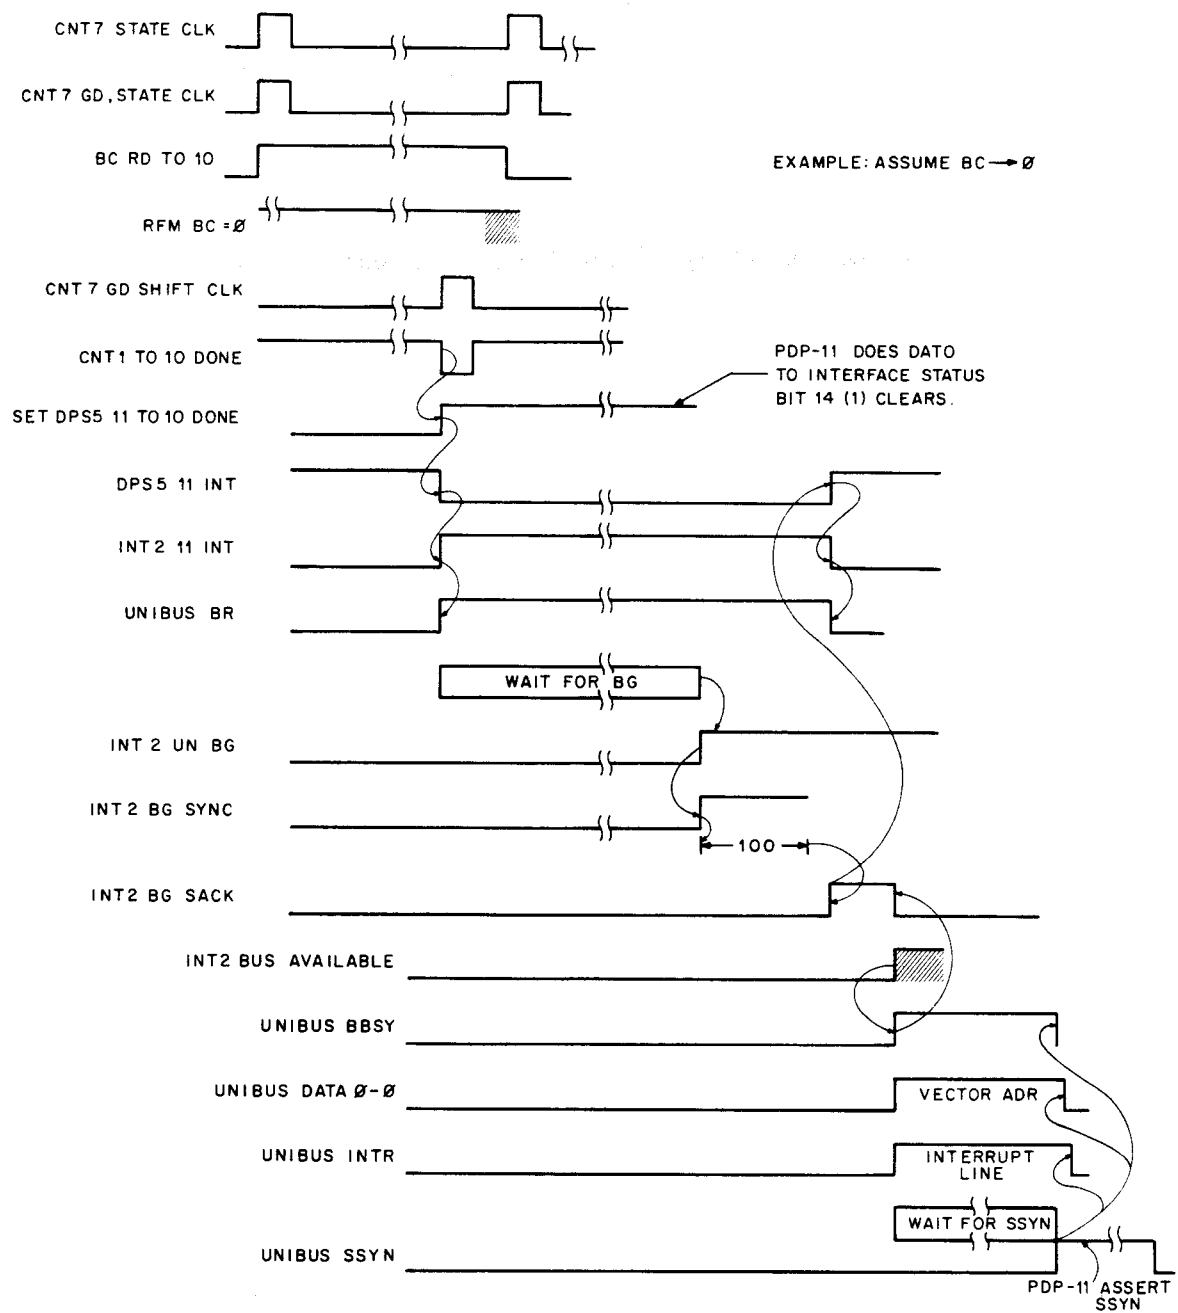 CNT7 STATE CLK
CNT7 GD, STATE CLK
BC RD TO 10
EXAMPLE: ASSUME BC → Ø
RFM BC = Ø
CNT 7 GD SHIFT CLK
CNT1 TO 10 DONE
PDP-11 DOES DATO
TO INTERFACE STATUS
BIT 14 (1) CLEARS.
SET DPS5 11 TO 10 DONE
DPS5 11 INT
INT 2 11 INT
UNIBUS BR
WAIT FOR BG
INT 2 UN BG
INT 2 BG SYNC
100
INT2 BG SACK
INT2 BUS AVAILABLE
UNIBUS BBSY
UNIBUS DATA Ø-Ø
VECTOR ADR
UNIBUS INTR
INTERRUPT
LINE
WAIT FOR SSYN
UNIBUS SSYN
PDP-11 ASSERT
SSYN